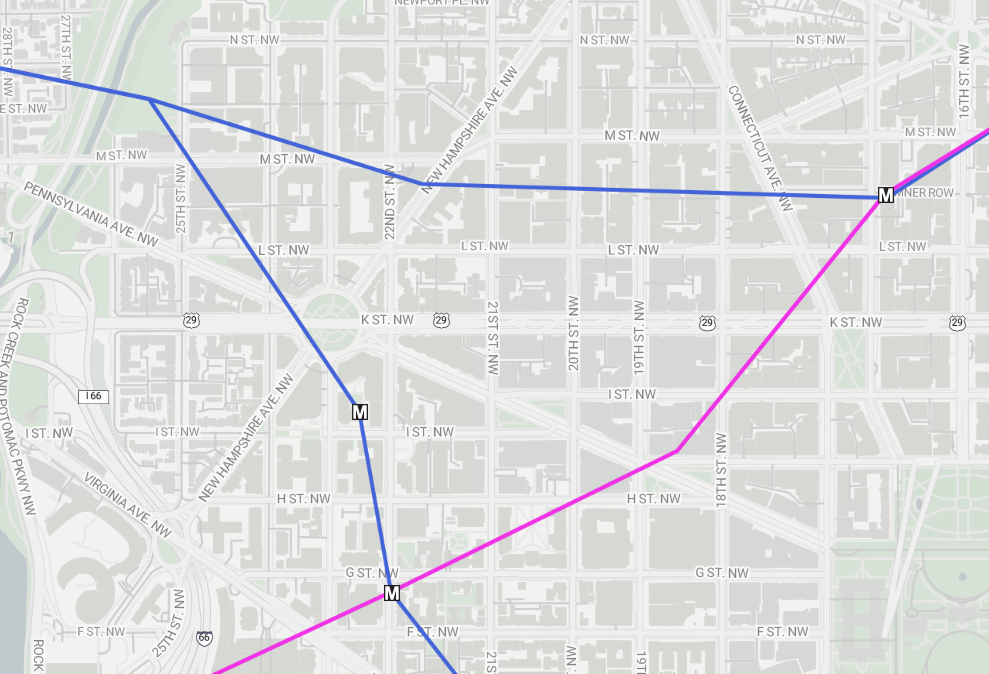 NEWPORT PL. NW
28TH ST. NW
27TH ST. NW
N ST. NW
N ST. NW
N ST. NW
16TH ST. NW
E ST. NW
NEW HAMPSHIRE AVE. NW
CONNECTICUT AVE. NW
M ST. NW
M ST. NW
M ST. NW
M ST. NW
25TH ST. NW
22ND ST. NW
PENNSYLVANIA AVE. NW
M
INER ROW
L ST. NW
L ST. NW
L ST. NW
L ST. NW
1
29
K ST. NW
29
21ST ST. NW
20TH ST. NW
19TH ST. NW
29
K ST. NW
29
ROCK CREEK AND POTOMAC PKWY NW
I 66
I ST. NW
M
NEW HAMPSHIRE AVE. NW
I ST. NW
I ST. NW
I ST. NW
18TH ST. NW
VIRGINIA AVE. NW
H ST. NW
H ST. NW
G ST. NW
G ST. NW
M
25TH ST. NW
F ST. NW
66
F ST. NW
F ST. NW
ROCK
21S
NW
19T